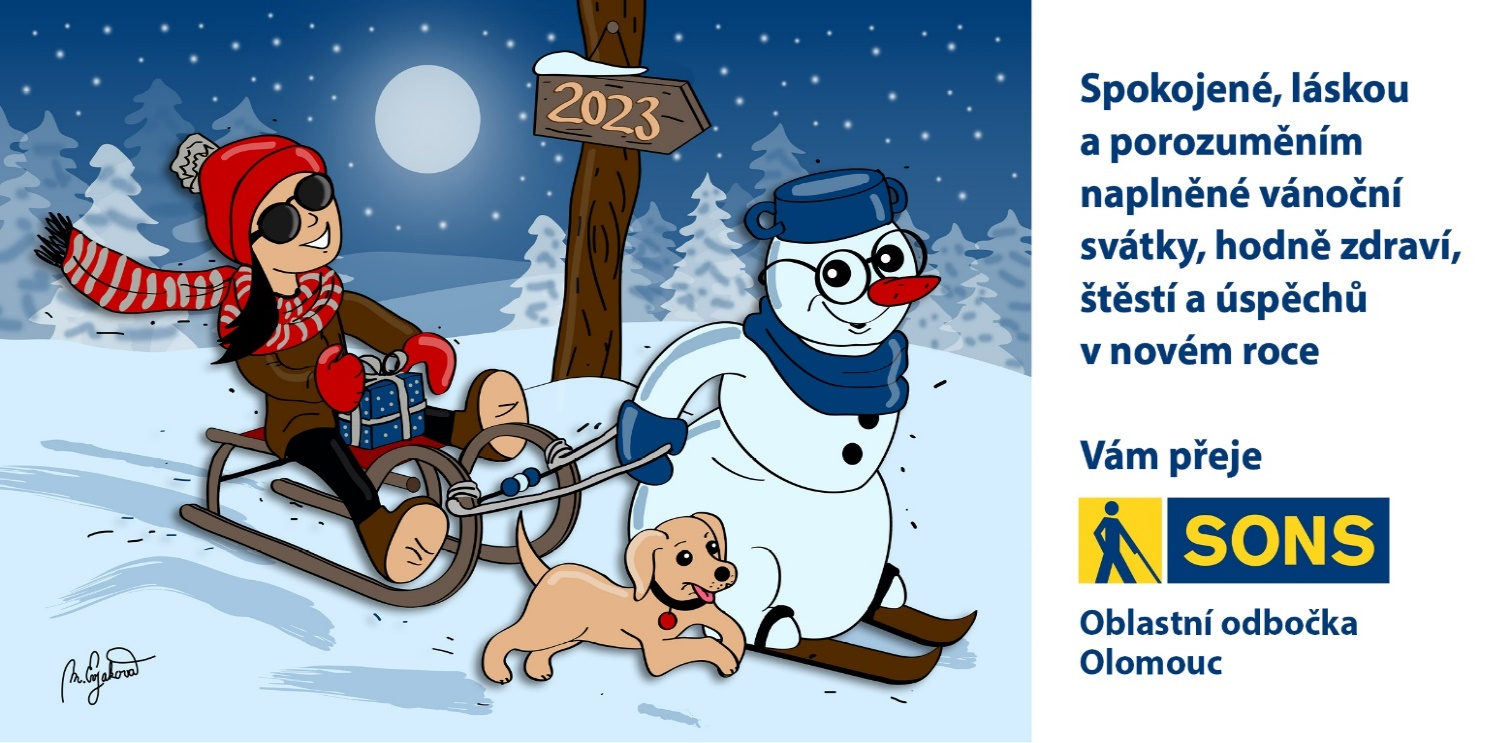 2023
Spokojené, láskou
a porozuměním
naplněné vánoční
svátky, hodně zdraví,
štěstí a úspěchů
v novém roce
Vám přeje
SONS
Oblastní odbočka
Olomouc